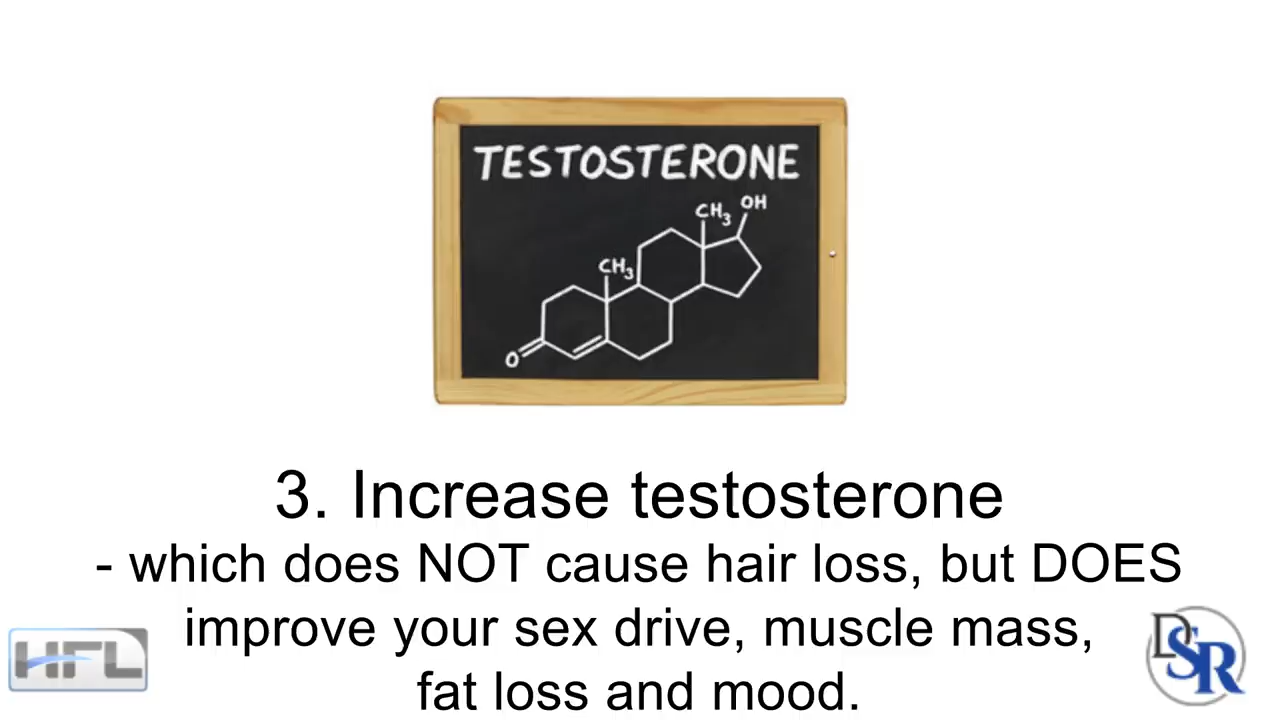 TESTOSTERONE
OH
CH3
CH3
O
3. Increase testosterone
- which does NOT cause hair loss, but DOES
improve your sex drive, muscle mass,
fat loss and mood.
HFL
DSR